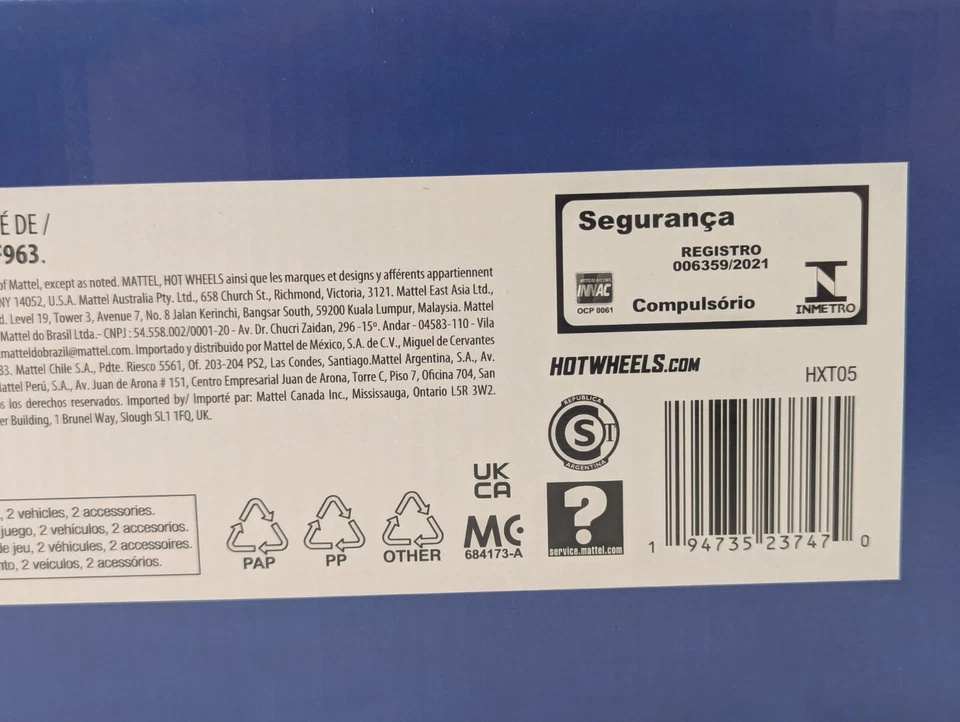 É DE /
F963.
of Mattel, except as noted. MATTEL, HOT WHEELS ainsi que les marques et designs y afférents appartiennent
NY 14052, U.S.A. Mattel Australia Pty. Ltd., 658 Church St., Richmond, Victoria, 3121. Mattel East Asia Ltd.,
d. Level 19, Tower 3, Avenue 7, No. 8 Jalan Kerinchi, Bangsar South, 59200 Kuala Lumpur, Malaysia. Mattel
Mattel do Brasil Ltda.- CNPJ : 54.558.002/0001-20 - Av. Dr. Chucri Zaidan, 296 -15º. Andar - 04583-110 - Vila
matteldobrazil@mattel.com. Importado y distribuido por Mattel de México, S.A. de C.V., Miguel de Cervantes
83. Mattel Chile S.A., Pdte. Riesco 5561, Of. 203-204 PS2, Las Condes, Santiago.Mattel Argentina, S.A., Av.
Mattel Perú, S.A., Av. Juan de Arona # 151, Centro Empresarial Juan de Arona, Torre C, Piso 7, Oficina 704, San
s los derechos reservados. Imported by/ Importé par: Mattel Canada Inc., Mississauga, Ontario L5R 3W2.
er Building, 1 Brunel Way, Slough SL1 1FQ, UK.
, 2 vehicles, 2 accessories.
juego, 2 vehículos, 2 accesorios.
de jeu, 2 véhicules, 2 accessoires.
nto, 2 veículos, 2 acessórios.
PAP
PP
OTHER
UK
CA
MC
684173-A
Segurança
REGISTRO
006359/2021
INNAC
OCP 0061
Compulsório
INMETRO
HOTWHEELS.COM
HXT05
REPUBLICA
S
I
ARGENTINA
?
service.mattel.com
1 94735 23747 0